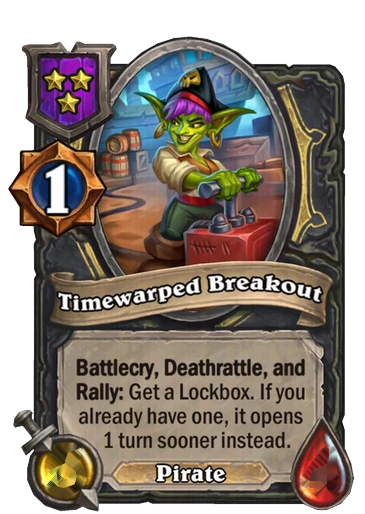 1
Timewarped Breakout
Battlecry, Deathrattle, and
Rally: Get a Lockbox. If you
already have one, it opens
1 turn sooner instead.
Pirate